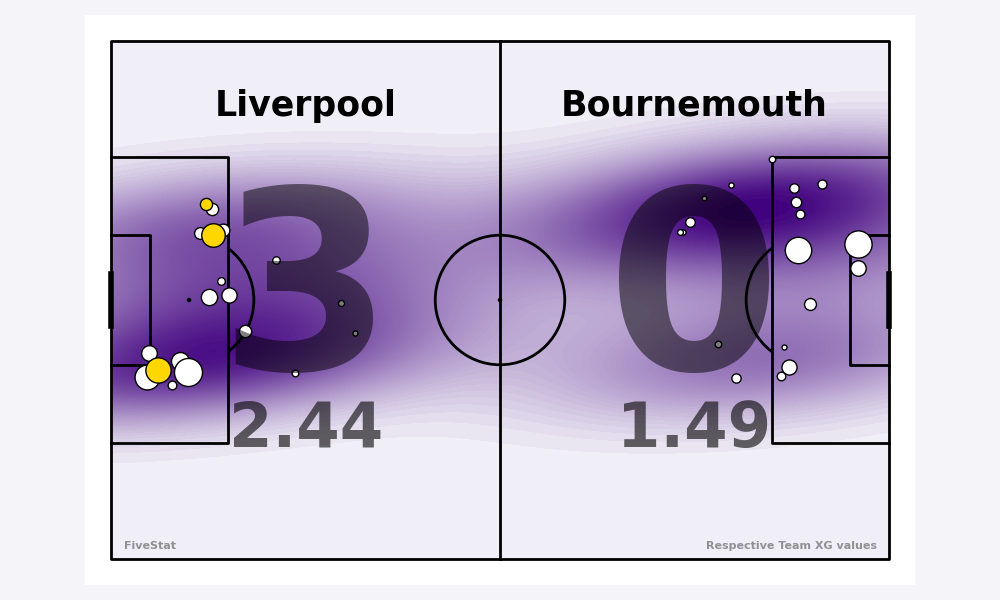 Liverpool
Bournemouth
3
0
2.44
1.49
FiveStat
Respective Team XG values